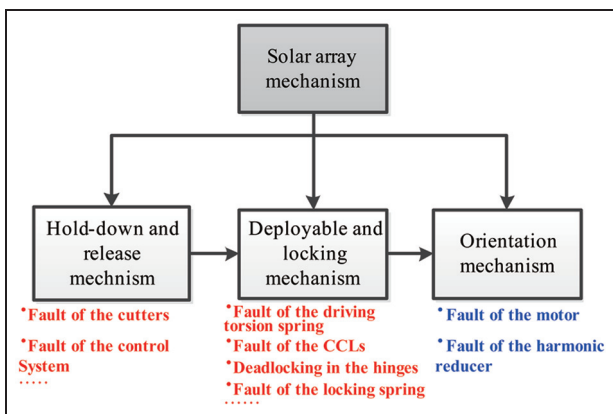 Solar array
mechanism
Hold-down and
release mechnism
Deployable and
locking
mechanism
Orientation
mechanism
•Fault of the cutters
•Fault of the control
System
·····
•Fault of the driving
torsion spring
•Fault of the CCLs
•Deadlocking in the hinges
•Fault of the locking spring
······
•Fault of the motor
•Fault of the harmonic
reducer